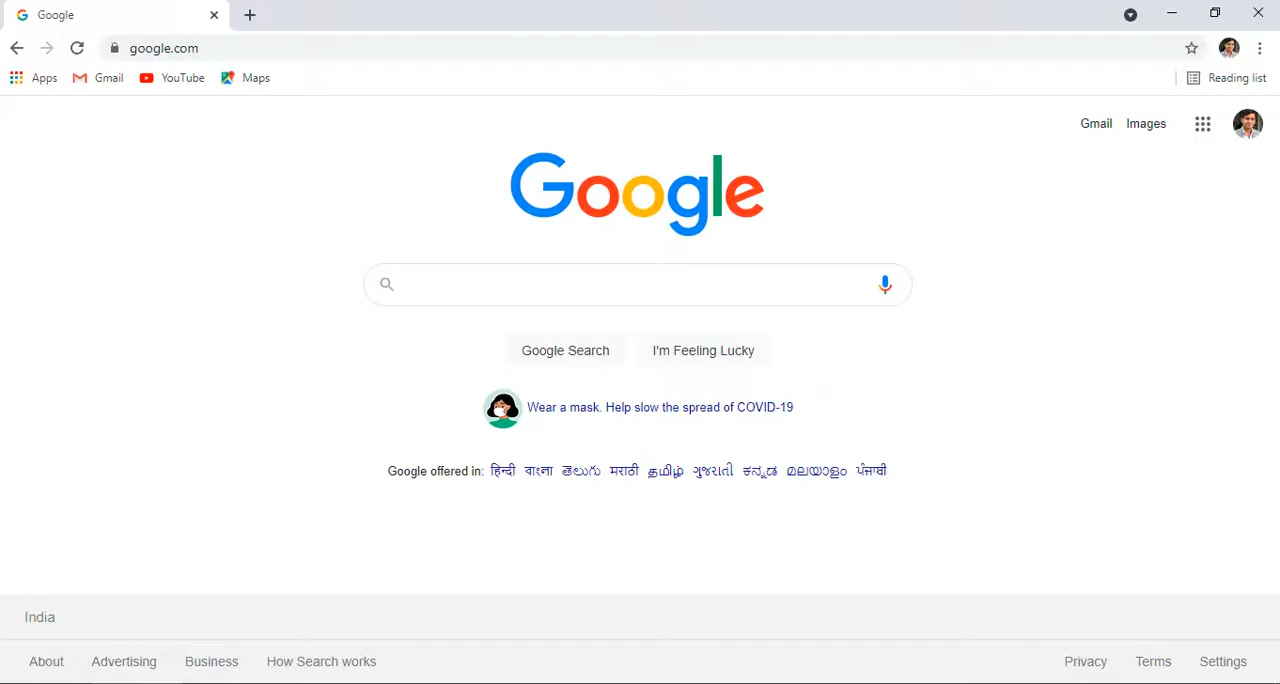 Google
google.com
Apps Gmail YouTube Maps Reading list
Gmail Images
Google
Google Search I'm Feeling Lucky
Wear a mask. Help slow the spread of COVID-19
Google offered in: हिन्दी বাংলা తెలుగు मराठी தமிழ் ગુજરાતી ಕನ್ನಡ മലയാളം ਪੰਜਾਬੀ
India
About Advertising Business How Search works Privacy Terms Settings